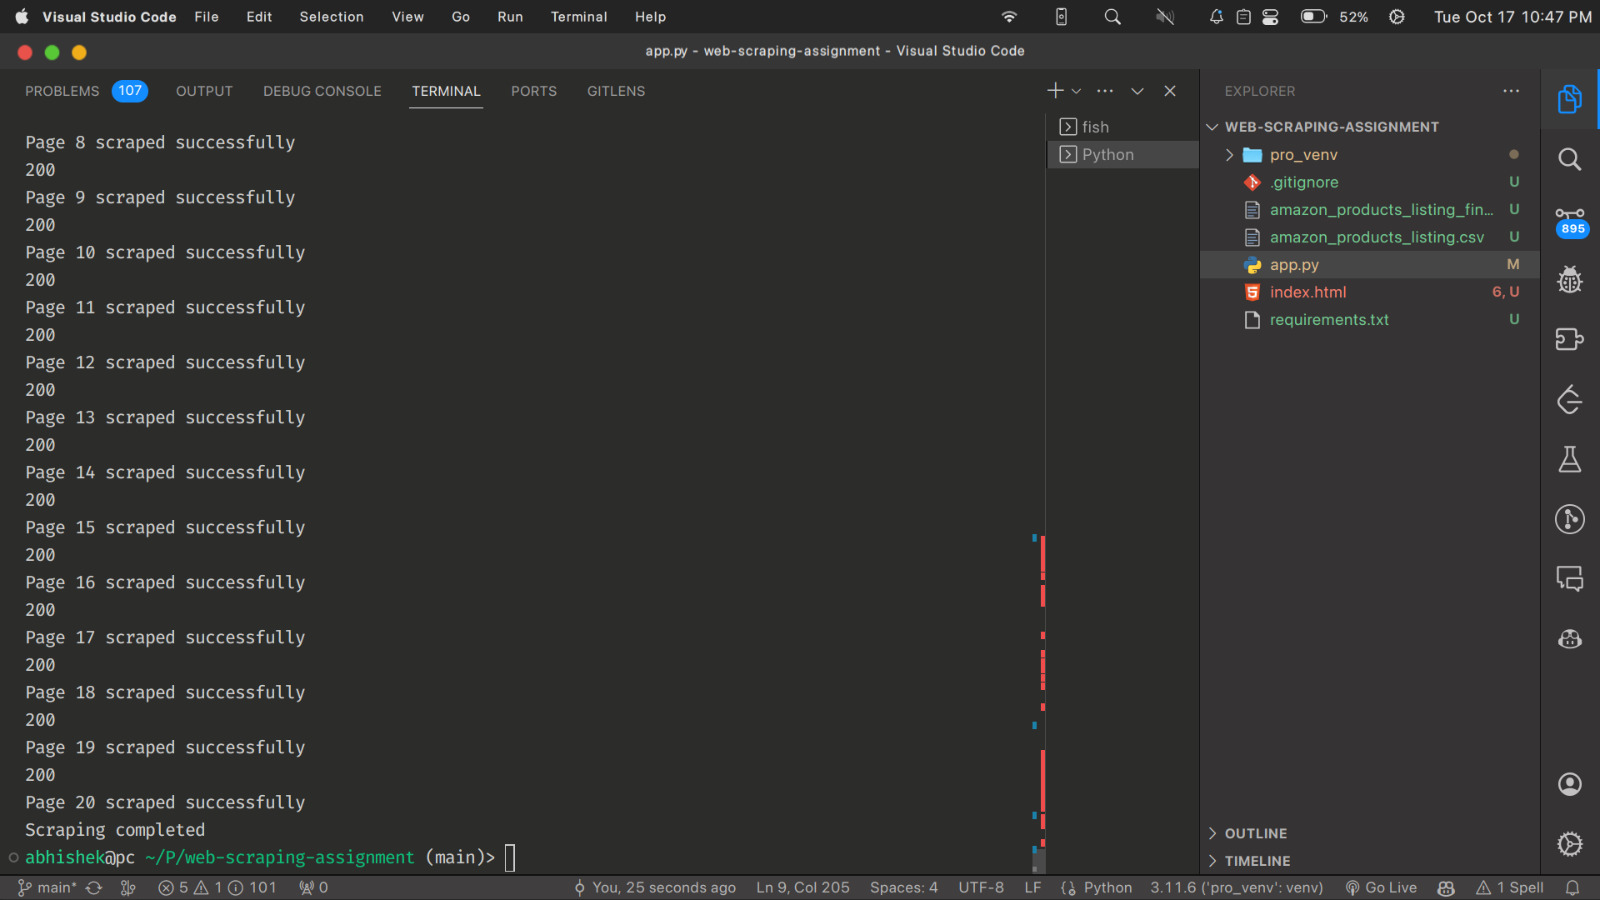 Visual Studio Code File Edit Selection View Go Run Terminal Help 52% Tue Oct 17 10:47 PM
app.py - web-scraping-assignment - Visual Studio Code
PROBLEMS 107 OUTPUT DEBUG CONSOLE TERMINAL PORTS GITLENS
Page 8 scraped successfully
200
Page 9 scraped successfully
200
Page 10 scraped successfully
200
Page 11 scraped successfully
200
Page 12 scraped successfully
200
Page 13 scraped successfully
200
Page 14 scraped successfully
200
Page 15 scraped successfully
200
Page 16 scraped successfully
200
Page 17 scraped successfully
200
Page 18 scraped successfully
200
Page 19 scraped successfully
200
Page 20 scraped successfully
Scraping completed
abhishek@pc ~/P/web-scraping-assignment (main)>
fish
Python
EXPLORER
WEB-SCRAPING-ASSIGNMENT
pro_venv
.gitignore U
amazon_products_listing_fin... U
amazon_products_listing.csv U
app.py M
index.html 6, U
requirements.txt U
OUTLINE
TIMELINE
895
main* 5 1 101 0 You, 25 seconds ago Ln 9, Col 205 Spaces: 4 UTF-8 LF Python 3.11.6 ('pro_venv': venv) Go Live 1 Spell